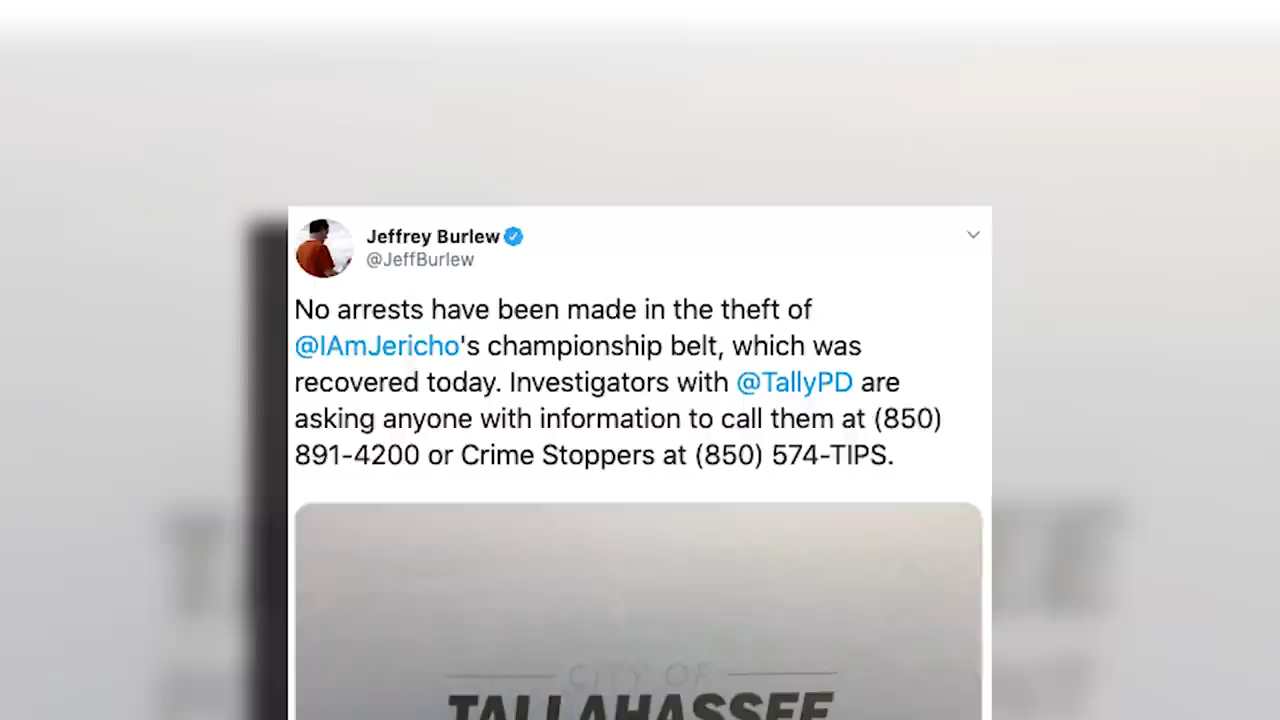 Jeffrey Burlew
@JeffBurlew
No arrests have been made in the theft of
@IAmJericho's championship belt, which was
recovered today. Investigators with @TallyPD are
asking anyone with information to call them at (850)
891-4200 or Crime Stoppers at (850) 574-TIPS.
CITY OF
TALLAHASSEE